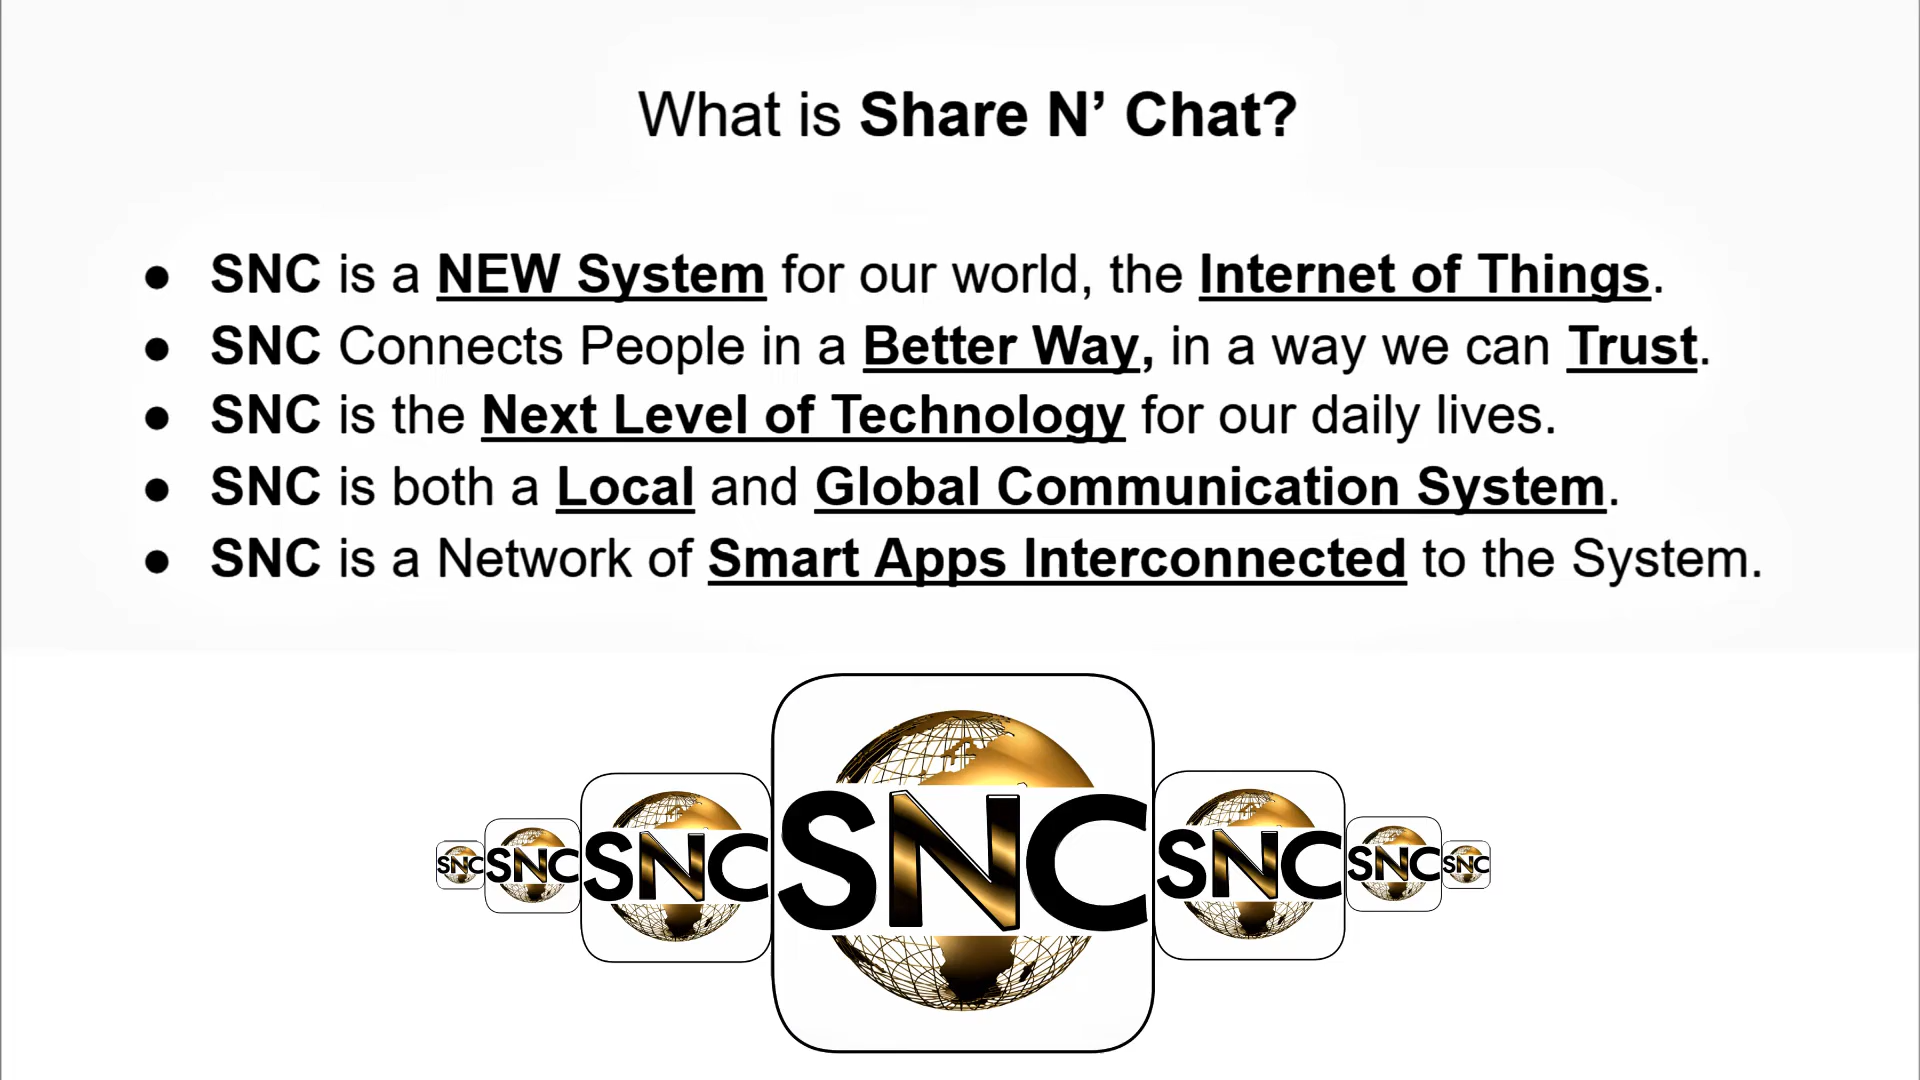 What is Share N’ Chat?
● SNC is a NEW System for our world, the Internet of Things.
● SNC Connects People in a Better Way, in a way we can Trust.
● SNC is the Next Level of Technology for our daily lives.
● SNC is both a Local and Global Communication System.
● SNC is a Network of Smart Apps Interconnected to the System.
SNC SNC SNC SNC SNC SNC SNC